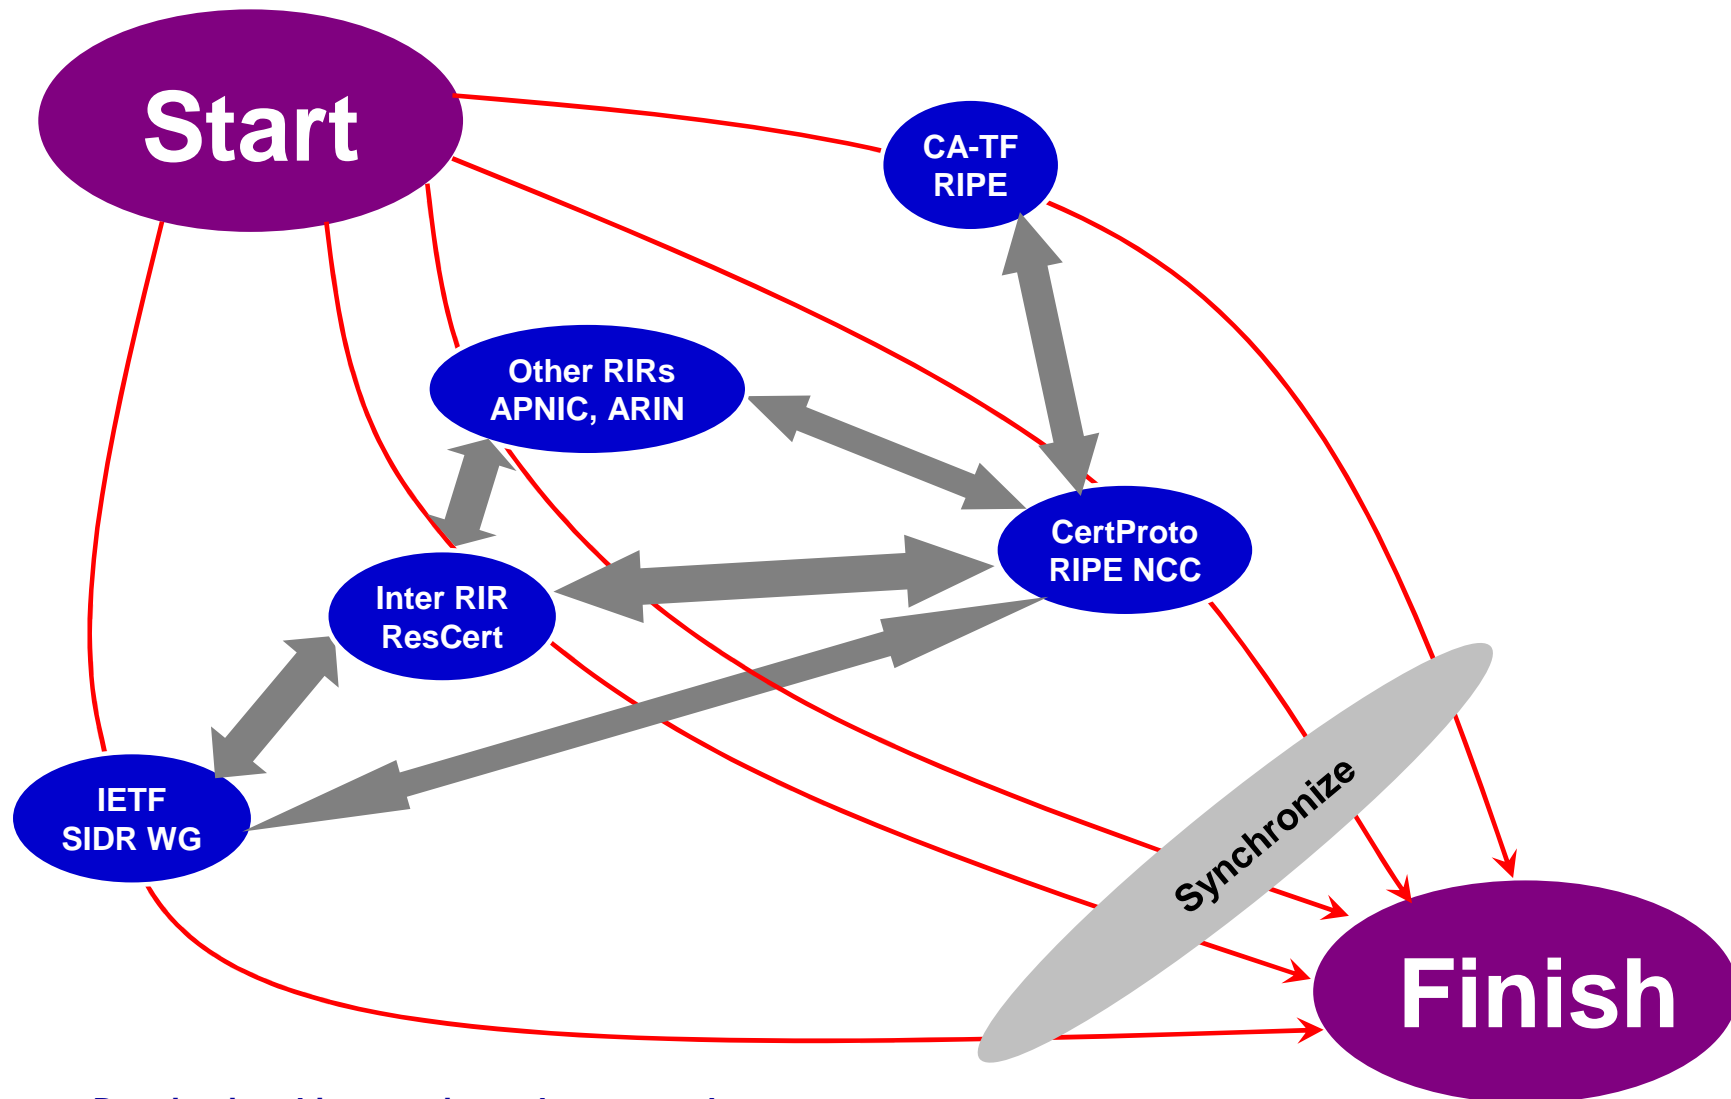 Start
CA-TF
RIPE
Other RIRs
APNIC, ARIN
CertProto
RIPE NCC
Inter RIR
ResCert
IETF
SIDR WG
Synchronize
Finish